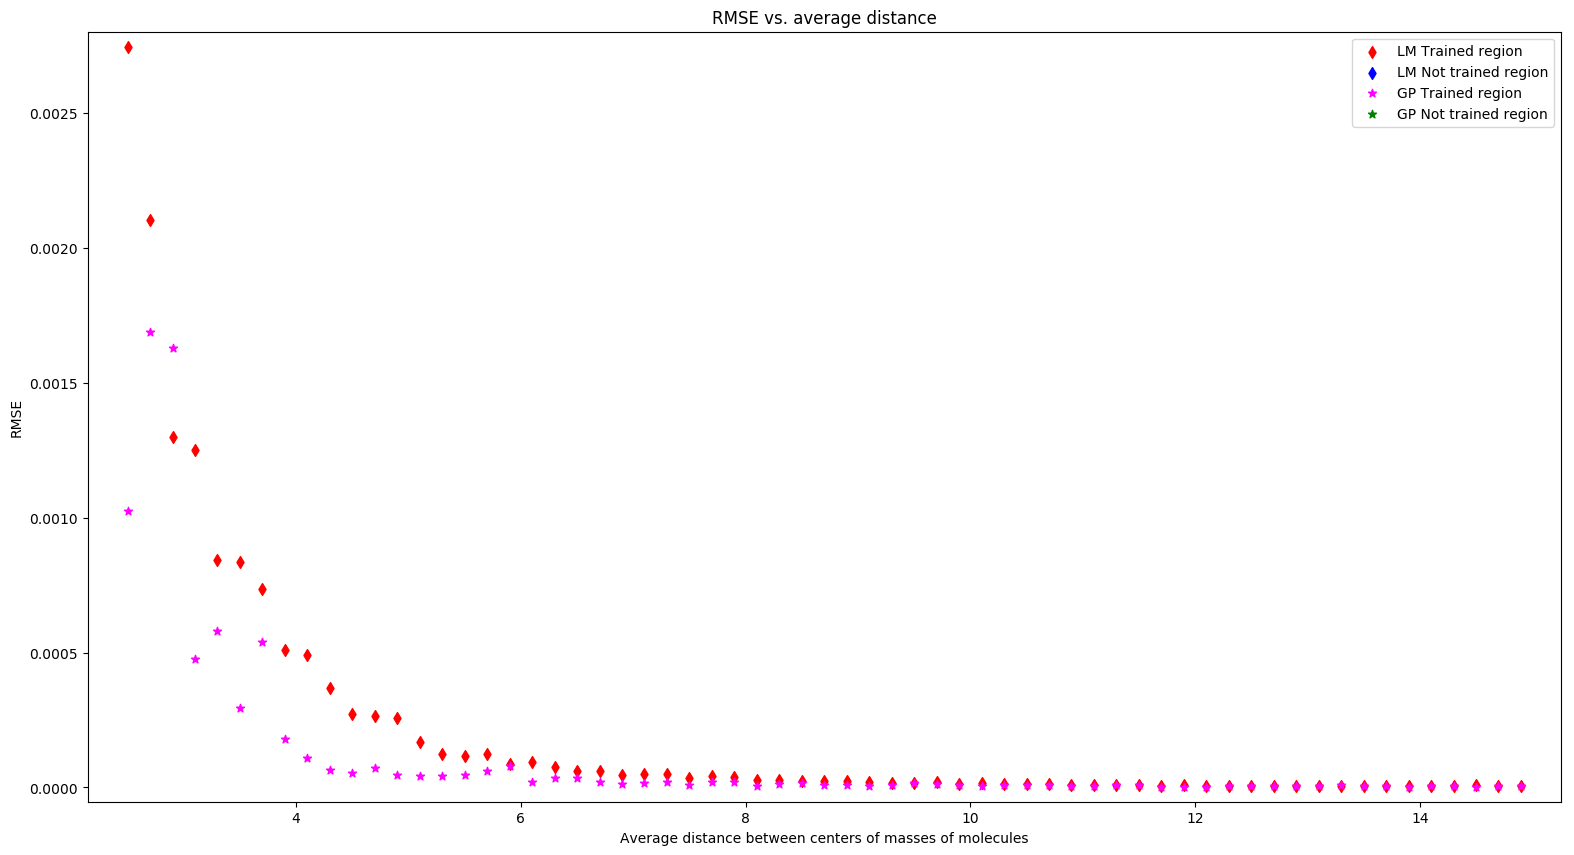 RMSE vs. average distance
LM Trained region
LM Not trained region
GP Trained region
GP Not trained region
0.0025
0.0020
0.0015
0.0010
0.0005
0.0000
RMSE
4 6 8 10 12 14
Average distance between centers of masses of molecules